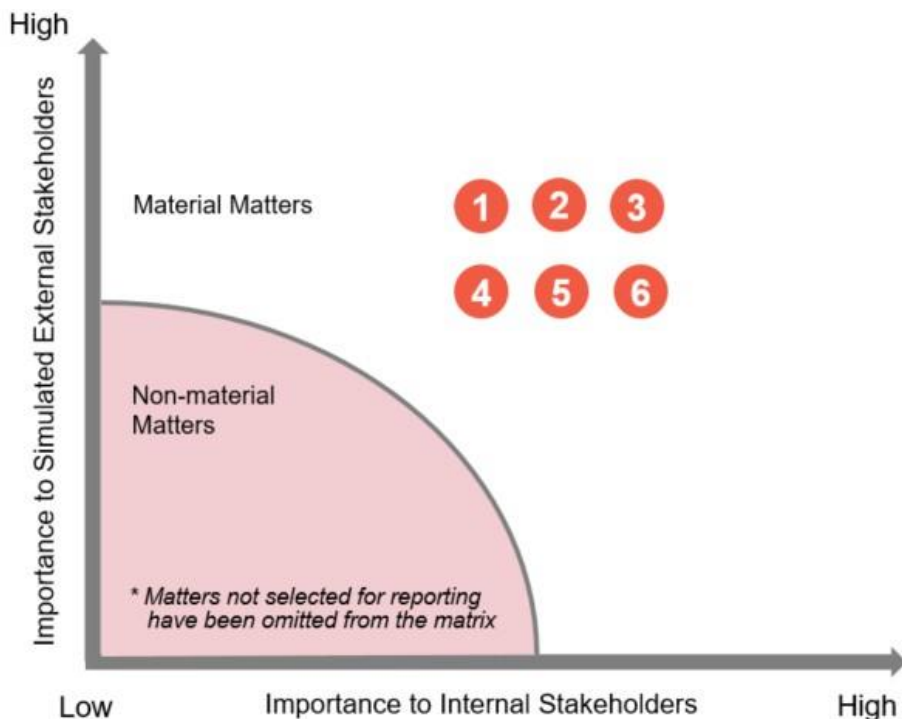 High
Importance to Simulated External Stakeholders
Material Matters
1 2 3
4 5 6
Non-material
Matters
* Matters not selected for reporting
have been omitted from the matrix
Low
Importance to Internal Stakeholders
High